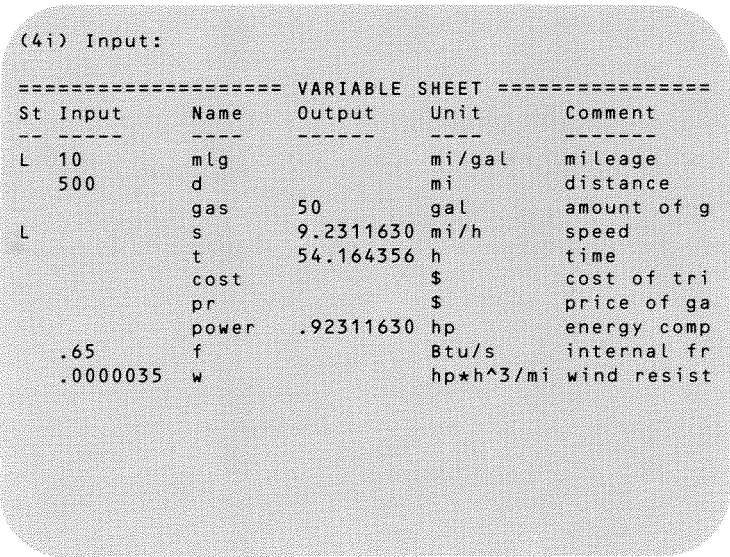 (4i) Input:
==================== VARIABLE SHEET ================
St Input Name Output Unit Comment
-- ----- ---- ------ ---- -------
L 10 mlg mi/gal mileage
500 d mi distance
gas 50 gal amount of g
L s 9.2311630 mi/h speed
t 54.164356 h time
cost $ cost of tri
pr $ price of ga
power .92311630 hp energy comp
.65 f Btu/s internal fr
.0000035 w hp*h^3/mi wind resist